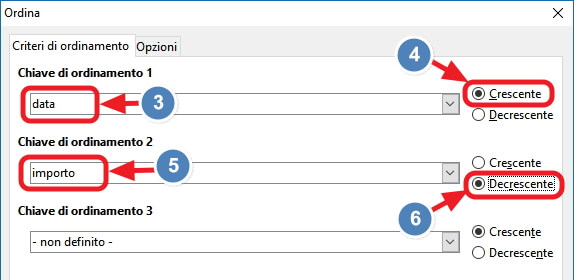 Ordina
Criteri di ordinamento Opzioni
4
Chiave di ordinamento 1
data
3
Crescente
Decrescente
Chiave di ordinamento 2
importo
5
Crescente
Decrescente
6
Chiave di ordinamento 3
- non definito -
Crescente
Decrescente